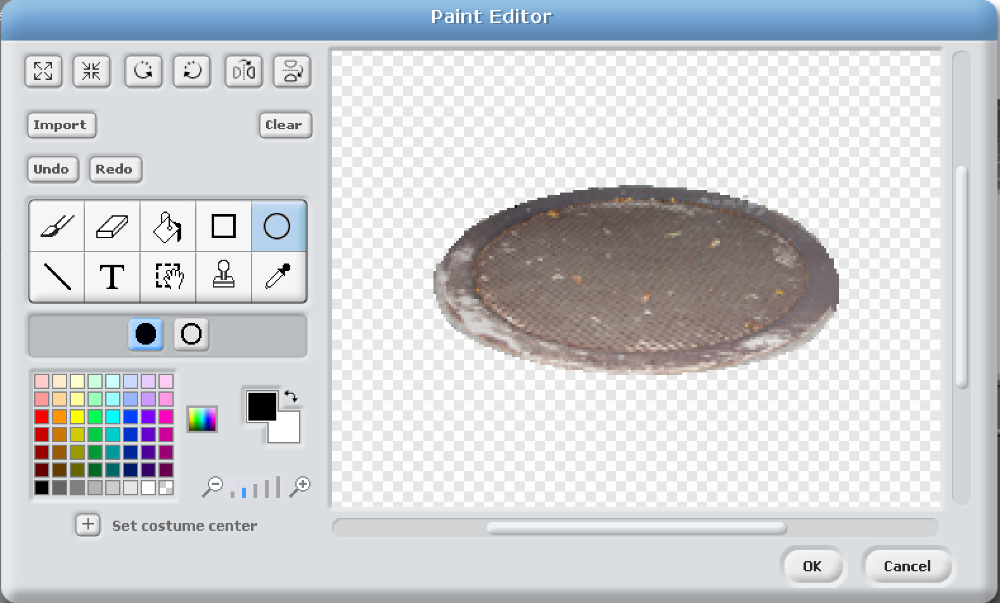 Paint Editor
Import
Clear
Undo
Redo
T
Set costume center
OK
Cancel